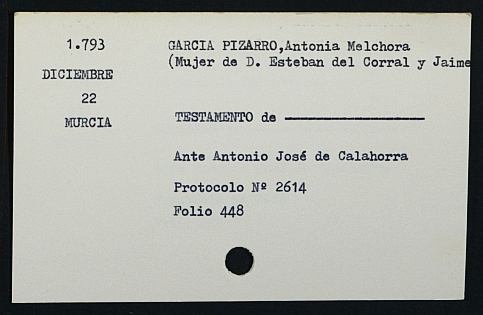 1.793
DICIEMBRE
22
MURCIA
GARCIA PIZARRO,Antonia Melchora
(Mujer de D. Esteban del Corral y Jaime
TESTAMENTO de ——————————
Ante Antonio José de Calahorra
Protocolo Nº 2614
Folio 448